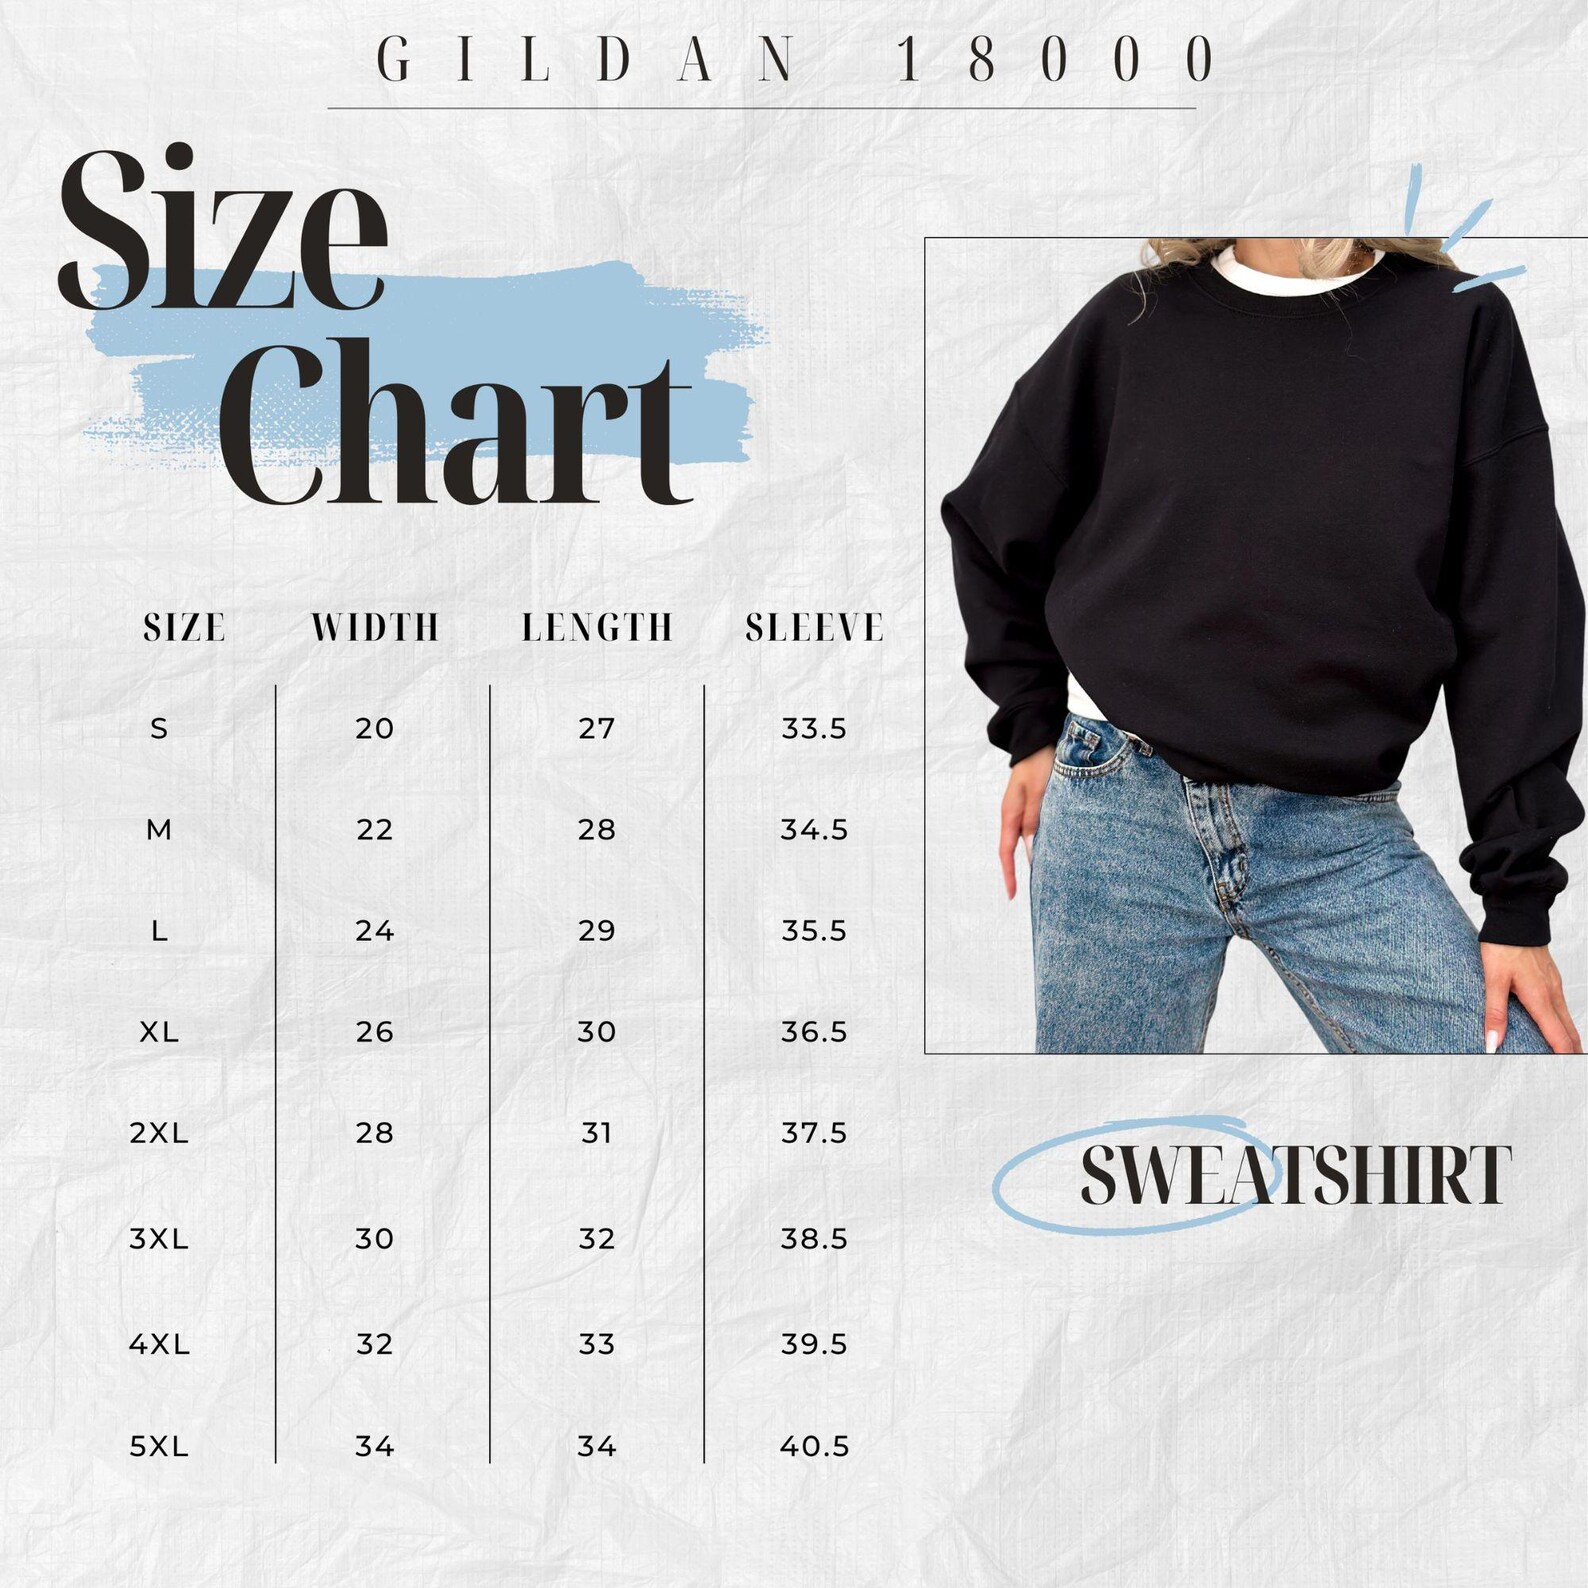 GILDAN 18000
Size
Chart
SIZE WIDTH LENGTH SLEEVE
S 20 27 33.5
M 22 28 34.5
L 24 29 35.5
XL 26 30 36.5
2XL 28 31 37.5
3XL 30 32 38.5
4XL 32 33 39.5
5XL 34 34 40.5
SWEATSHIRT